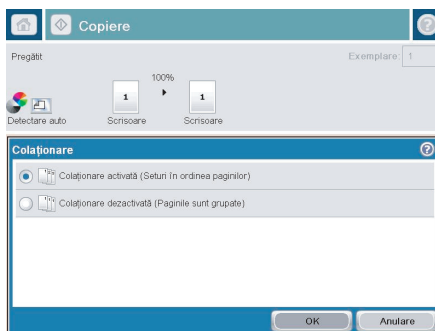 Copiere
Pregătit
Exemplare: 1
100%
1
1
Detectare auto
Scrisoare
Scrisoare
Colaționare
Colaționare activată (Seturi în ordinea paginilor)
Colaționare dezactivată (Paginile sunt grupate)
OK
Anulare